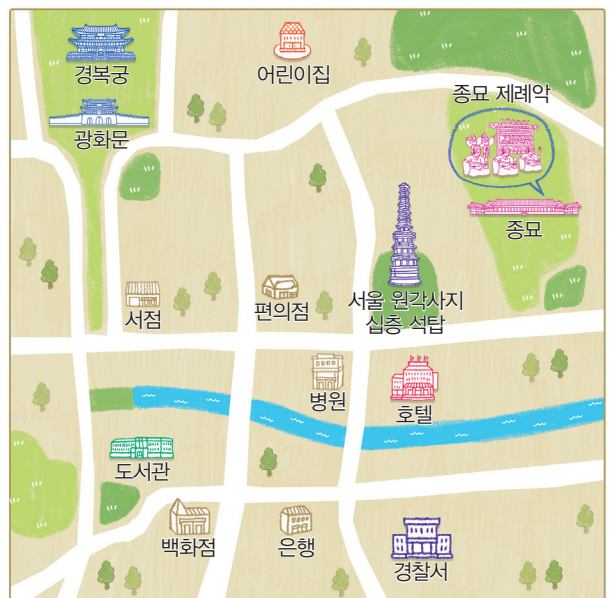 경복궁
어린이집
종묘 제례악
광화문
종묘
서점
편의점
서울 원각사지
십층 석탑
병원
호텔
도서관
백화점
은행
경찰서